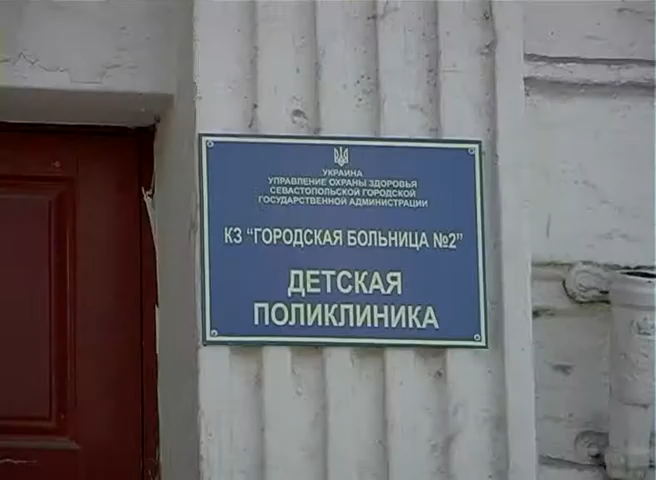 УКРАИНА
УПРАВЛЕНИЕ ОХРАНЫ ЗДОРОВЬЯ
СЕВАСТОПОЛЬСКОЙ ГОРОДСКОЙ
ГОСУДАРСТВЕННОЙ АДМИНИСТРАЦИИ
КЗ "ГОРОДСКАЯ БОЛЬНИЦА №2"
ДЕТСКАЯ
ПОЛИКЛИНИКА